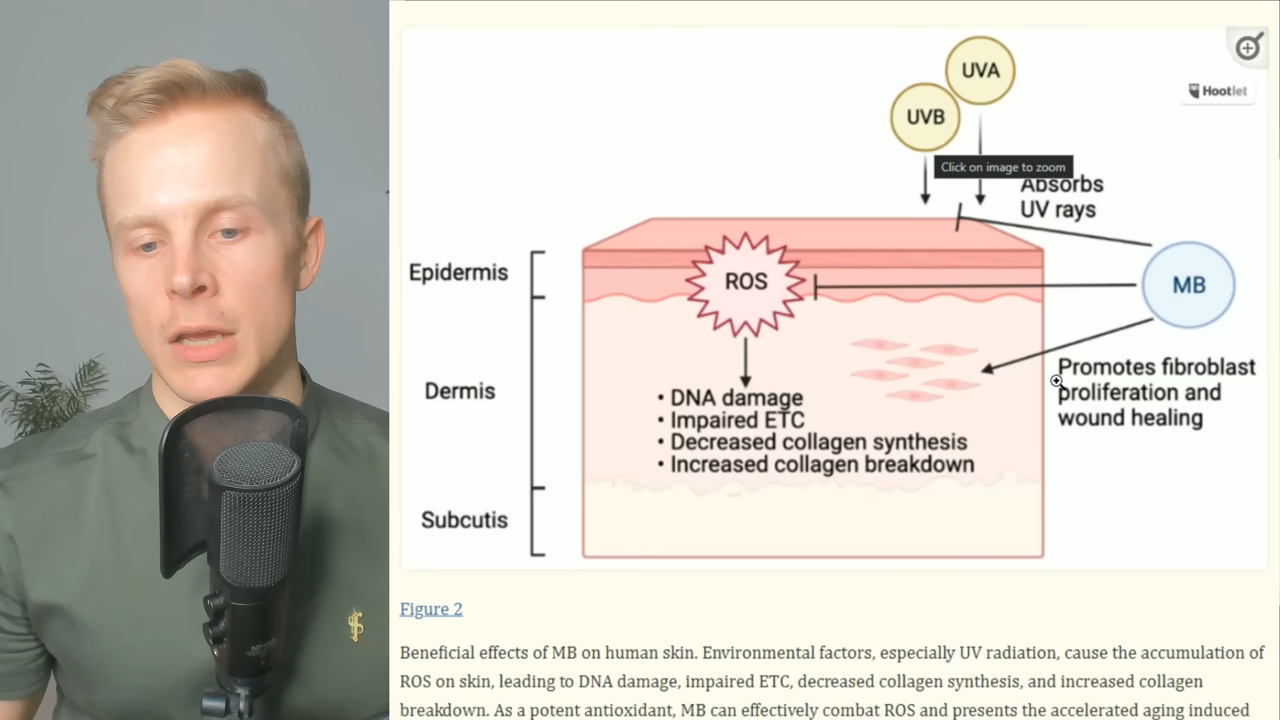 UVA
UVB
Hootlet
Click on image to zoom
Absorbs
UV rays
Epidermis
ROS
MB
Dermis
• DNA damage
• Impaired ETC
• Decreased collagen synthesis
• Increased collagen breakdown
Promotes fibroblast
proliferation and
wound healing
Subcutis
Figure 2
Beneficial effects of MB on human skin. Environmental factors, especially UV radiation, cause the accumulation of
ROS on skin, leading to DNA damage, impaired ETC, decreased collagen synthesis, and increased collagen
breakdown. As a potent antioxidant, MB can effectively combat ROS and presents the accelerated aging induced